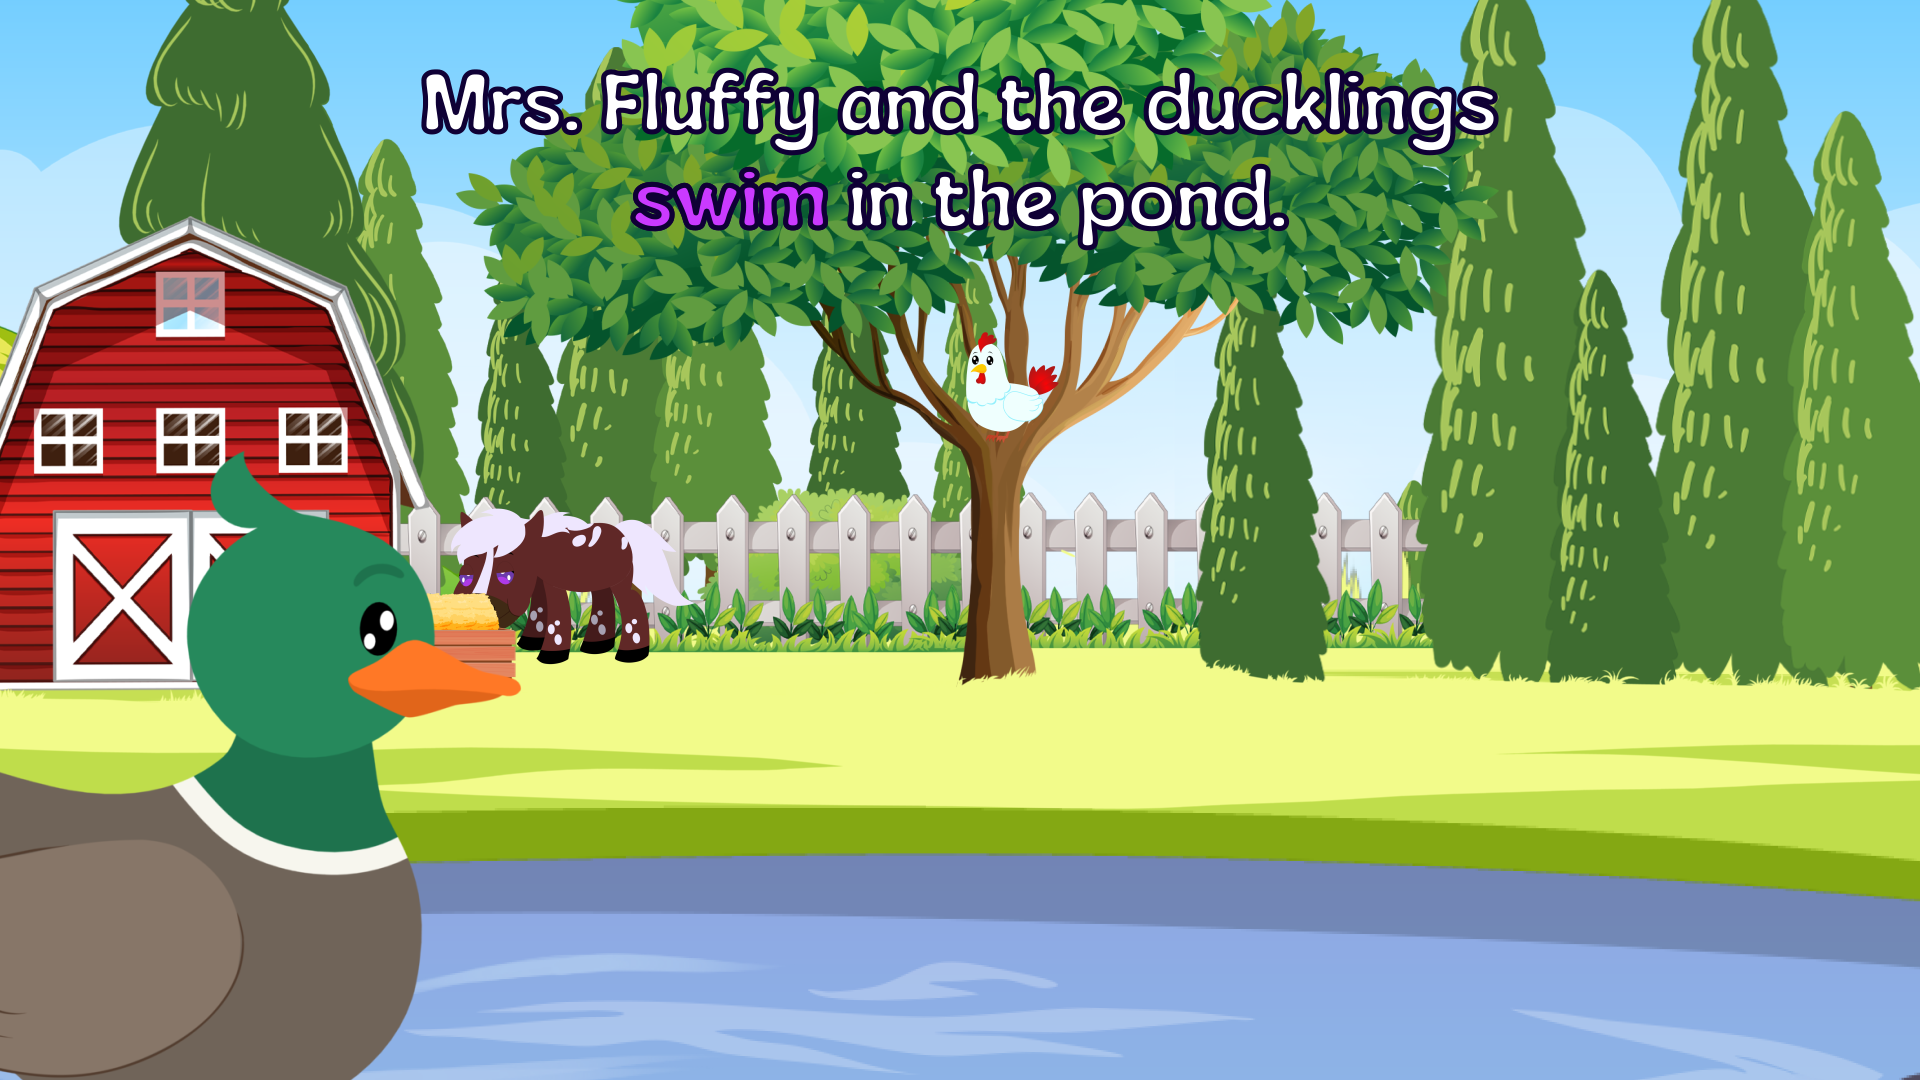 Mrs. Fluffy and the ducklings
swim in the pond.